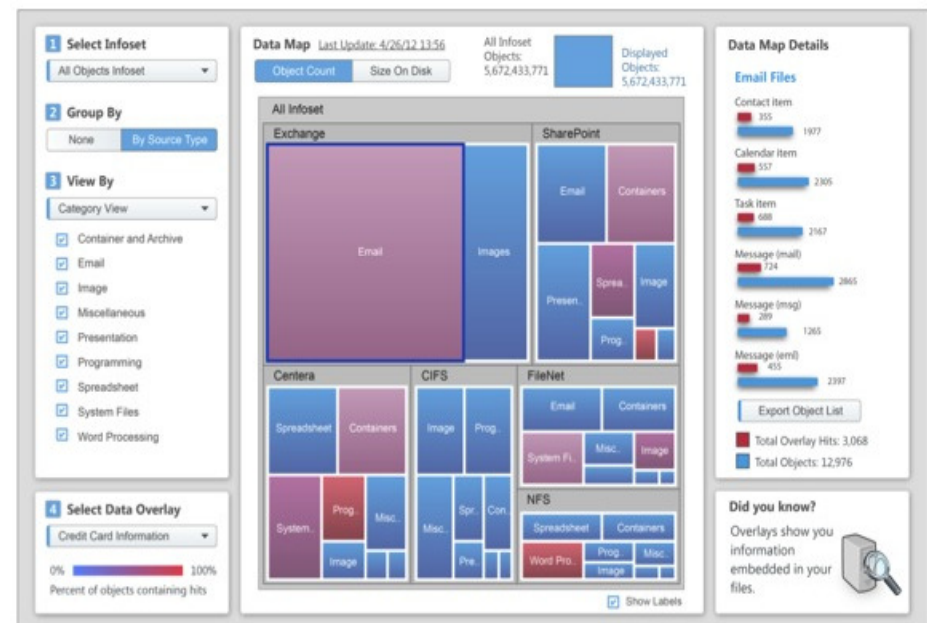 1 Select Infoset
All Objects Infoset
2 Group By
None By Source Type
3 View By
Category View
Container and Archive
Email
Image
Miscellaneous
Presentation
Programming
Spreadsheet
System Files
Word Processing
4 Select Data Overlay
Credit Card Information
0% 100%
Percent of objects containing hits
Data Map Last Update: 4/26/12 13:56
Object Count Size On Disk
All Infoset
Objects:
5,672,433,771
Displayed
Objects:
5,672,433,771
All Infoset
Exchange
Email
Images
SharePoint
Email
Containers
Presen..
Sprea..
Image
Prog..
Centera
Spreadsheet
Containers
System..
Prog..
Misc..
Image
CIFS
Image
Prog..
Misc..
Spr..
Con..
Pre..
FileNet
Email
Containers
System Fi..
Misc..
Image
NFS
Spreadsheet
Containers
Word Pro..
Prog..
Misc..
Image
Show Labels
Data Map Details
Email Files
Contact item
355
1977
Calendar item
557
2305
Task item
688
2167
Message (mail)
724
2865
Message (msg)
289
1265
Message (eml)
455
2397
Export Object List
Total Overlay Hits: 3,068
Total Objects: 12,976
Did you know?
Overlays show you
information
embedded in your
files.